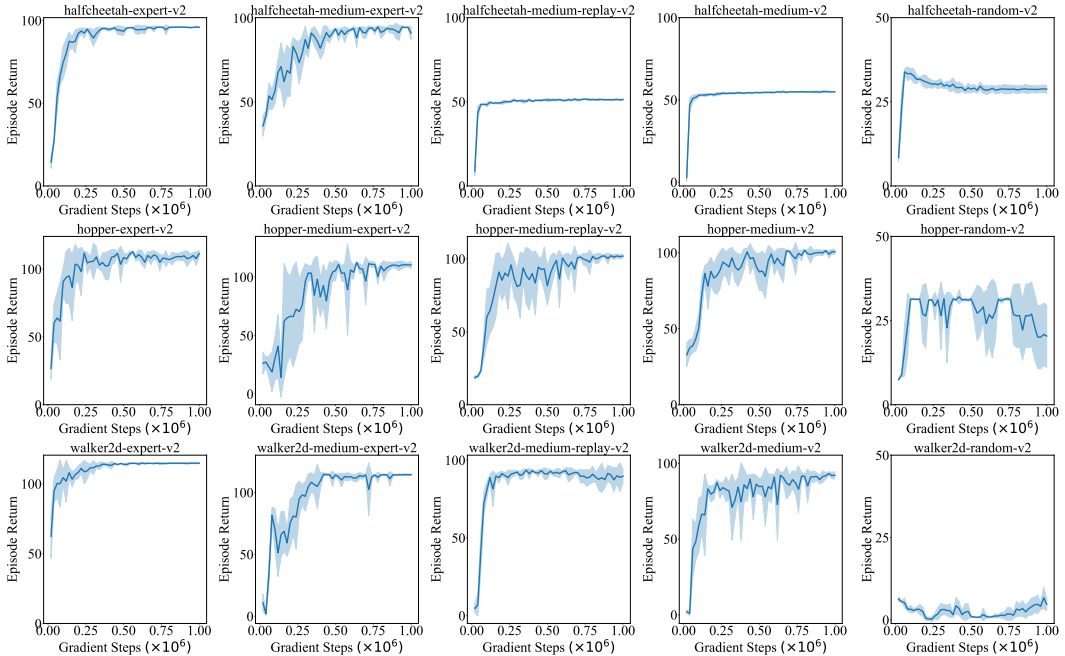 halfcheetah-expert-v2
100
50
0
Episode Return
0.00 0.25 0.50 0.75 1.00
Gradient Steps (×10⁶)
halfcheetah-medium-expert-v2
100
50
0
Episode Return
0.00 0.25 0.50 0.75 1.00
Gradient Steps (×10⁶)
halfcheetah-medium-replay-v2
100
50
0
Episode Return
0.00 0.25 0.50 0.75 1.00
Gradient Steps (×10⁶)
halfcheetah-medium-v2
100
50
0
Episode Return
0.00 0.25 0.50 0.75 1.00
Gradient Steps (×10⁶)
halfcheetah-random-v2
50
25
0
Episode Return
0.00 0.25 0.50 0.75 1.00
Gradient Steps (×10⁶)
hopper-expert-v2
100
50
0
Episode Return
0.00 0.25 0.50 0.75 1.00
Gradient Steps (×10⁶)
hopper-medium-expert-v2
100
50
0
Episode Return
0.00 0.25 0.50 0.75 1.00
Gradient Steps (×10⁶)
hopper-medium-replay-v2
100
50
0
Episode Return
0.00 0.25 0.50 0.75 1.00
Gradient Steps (×10⁶)
hopper-medium-v2
100
50
0
Episode Return
0.00 0.25 0.50 0.75 1.00
Gradient Steps (×10⁶)
hopper-random-v2
50
25
0
Episode Return
0.00 0.25 0.50 0.75 1.00
Gradient Steps (×10⁶)
walker2d-expert-v2
100
50
0
Episode Return
0.00 0.25 0.50 0.75 1.00
Gradient Steps (×10⁶)
walker2d-medium-expert-v2
100
50
0
Episode Return
0.00 0.25 0.50 0.75 1.00
Gradient Steps (×10⁶)
walker2d-medium-replay-v2
100
50
0
Episode Return
0.00 0.25 0.50 0.75 1.00
Gradient Steps (×10⁶)
walker2d-medium-v2
100
50
0
Episode Return
0.00 0.25 0.50 0.75 1.00
Gradient Steps (×10⁶)
walker2d-random-v2
50
25
0
Episode Return
0.00 0.25 0.50 0.75 1.00
Gradient Steps (×10⁶)